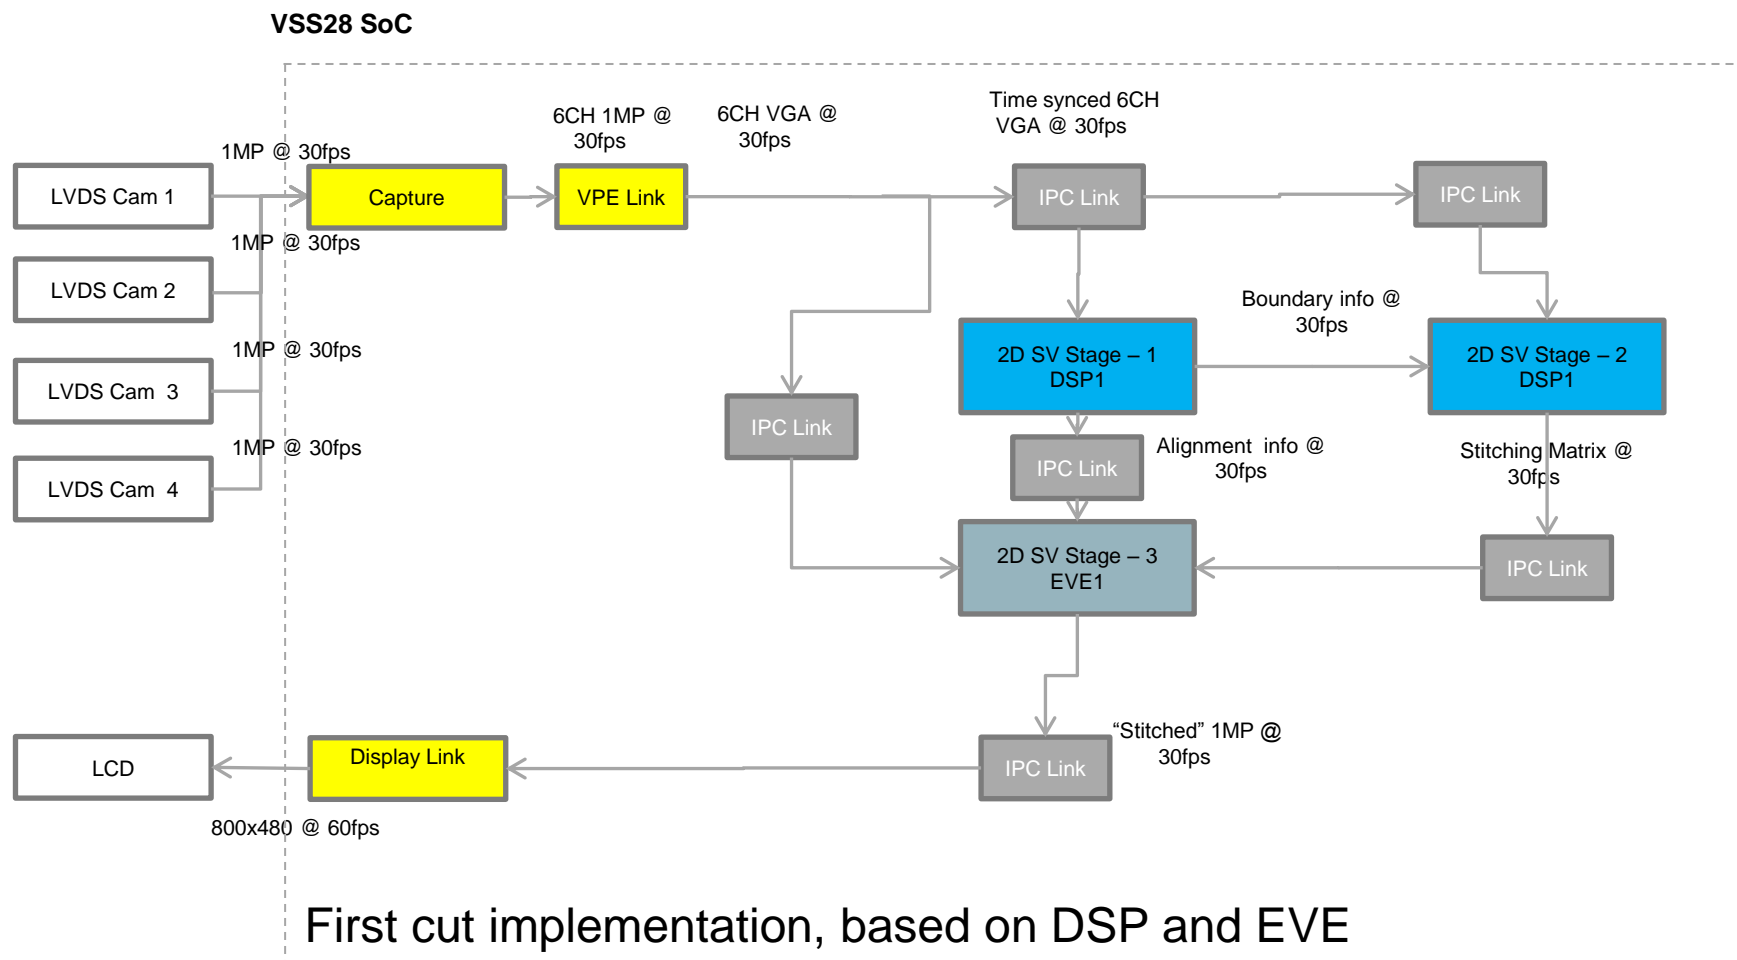 VSS28 SoC
1MP @ 30fps
6CH 1MP @
30fps
6CH VGA @
30fps
Time synced 6CH
VGA @ 30fps
LVDS Cam 1
Capture
VPE Link
IPC Link
IPC Link
1MP @ 30fps
LVDS Cam 2
Boundary info @
30fps
1MP @ 30fps
2D SV Stage – 1
DSP1
2D SV Stage – 2
DSP1
LVDS Cam  3
IPC Link
1MP @ 30fps
Alignment  info @
30fps
Stitching Matrix @
30fps
IPC Link
LVDS Cam  4
2D SV Stage – 3
EVE1
IPC Link
“Stitched” 1MP @
30fps
LCD
Display Link
IPC Link
800x480 @ 60fps
First cut implementation, based on DSP and EVE